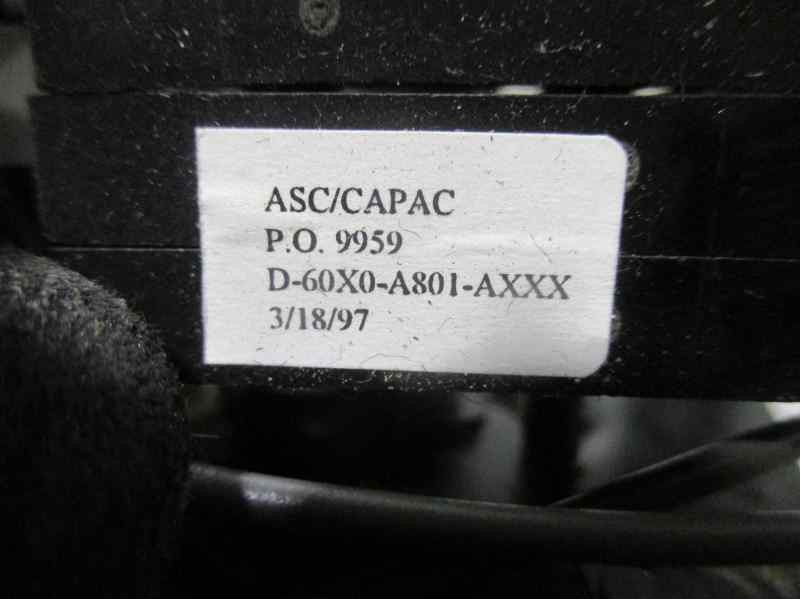 ASC/CAPAC
P.O. 9959
D-60X0-A801-AXXX
3/18/97